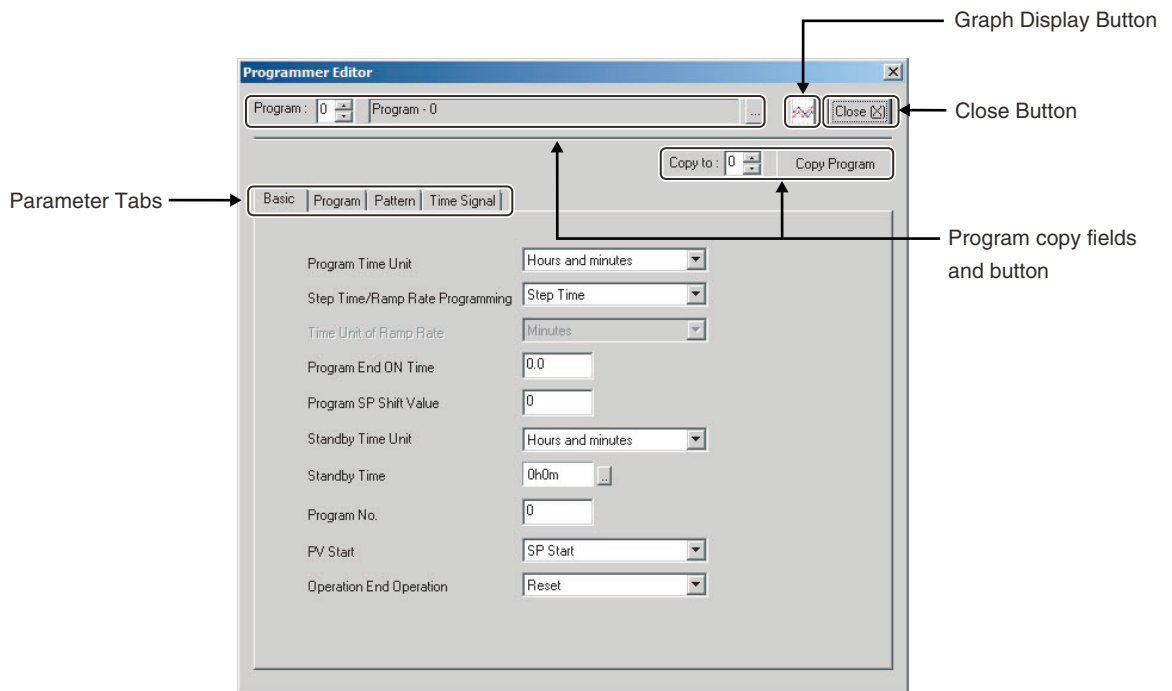 Graph Display Button
Programmer Editor
Program : 0 Program - 0 ... Close (X)
Close Button
Copy to : 0 Copy Program
Parameter Tabs
Basic Program Pattern Time Signal
Program copy fields
and button
Program Time Unit Hours and minutes
Step Time/Ramp Rate Programming Step Time
Time Unit of Ramp Rate Minutes
Program End ON Time 0.0
Program SP Shift Value 0
Standby Time Unit Hours and minutes
Standby Time 0h0m ..
Program No. 0
PV Start SP Start
Operation End Operation Reset